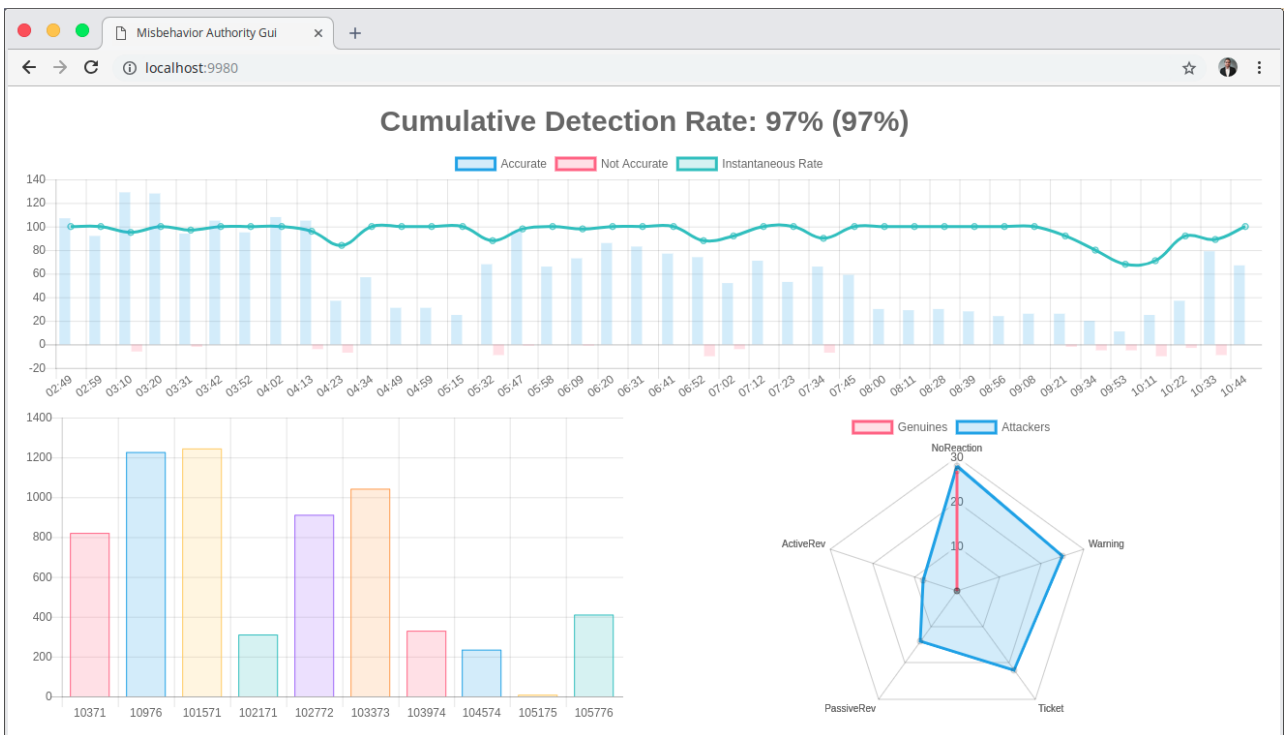 Misbehavior Authority Gui
localhost:9980
Cumulative Detection Rate: 97% (97%)
Accurate Not Accurate Instantaneous Rate
140
120
100
80
60
40
20
0
-20
02:49 02:59 03:10 03:20 03:31 03:42 03:52 04:02 04:13 04:23 04:34 04:49 04:59 05:15 05:32 05:47 05:58 06:09 06:20 06:31 06:41 06:52 07:02 07:12 07:23 07:34 07:45 08:00 08:11 08:28 08:39 08:56 09:08 09:21 09:34 09:53 10:11 10:22 10:33 10:44
1400
1200
1000
800
600
400
200
0
10371 10976 101571 102171 102772 103373 103974 104574 105175 105776
Genuines Attackers
NoReaction
30
20
10
ActiveRev
Warning
PassiveRev
Ticket